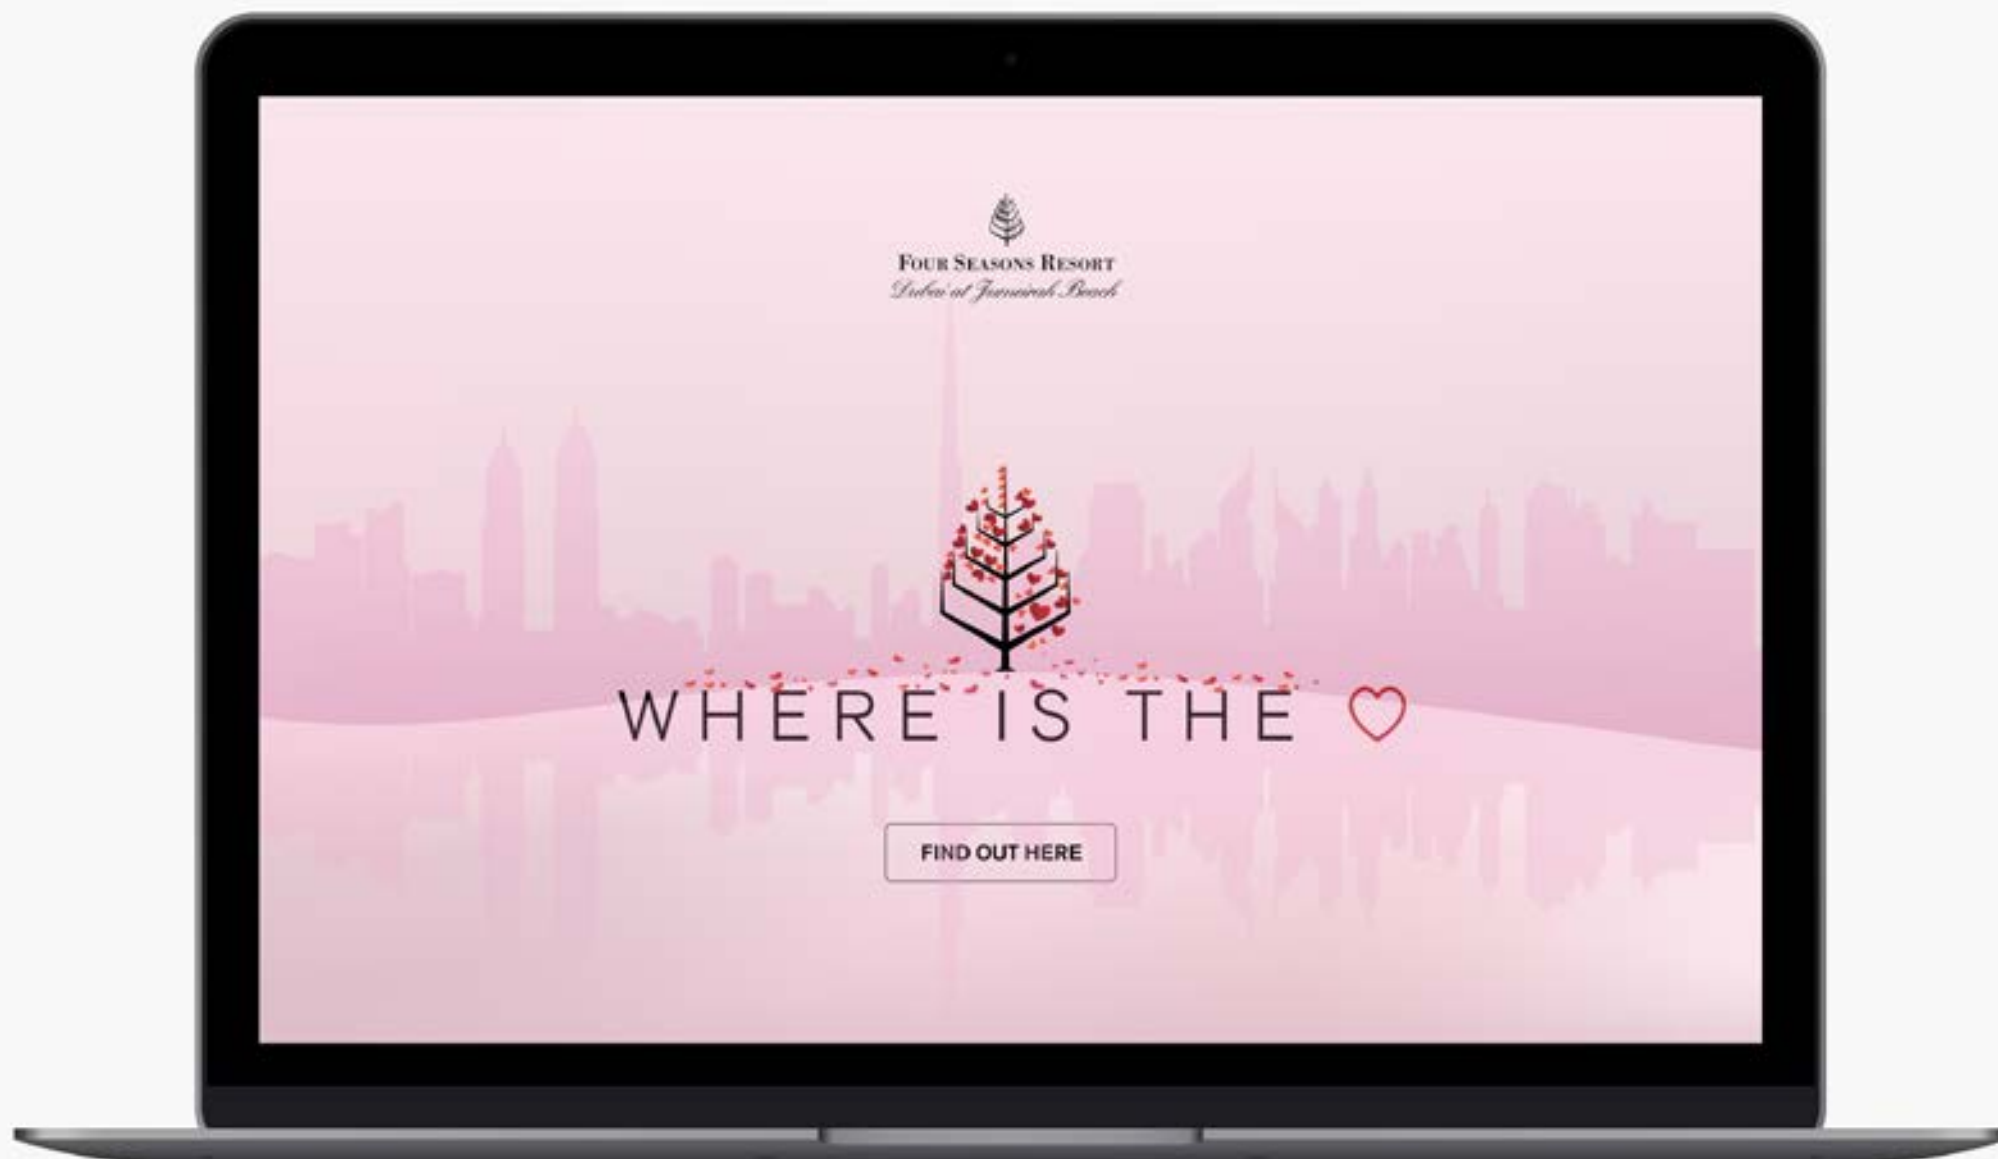 FOUR SEASONS RESORT
Dubai at Jumeirah Beach
WHERE IS THE ♡
FIND OUT HERE